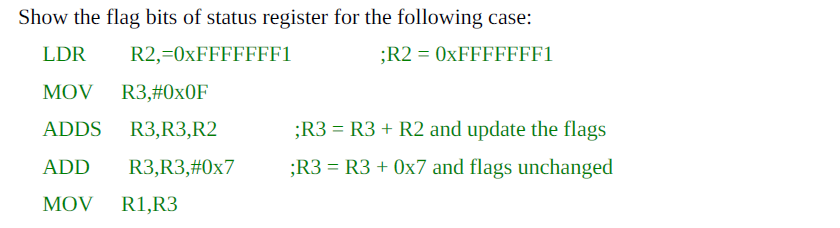 Show the flag bits of status register for the following case:
LDR R2,=0xFFFFFFF1 ;R2 = 0xFFFFFFF1
MOV R3,#0x0F
ADDS R3,R3,R2 ;R3 = R3 + R2 and update the flags
ADD R3,R3,#0x7 ;R3 = R3 + 0x7 and flags unchanged
MOV R1,R3